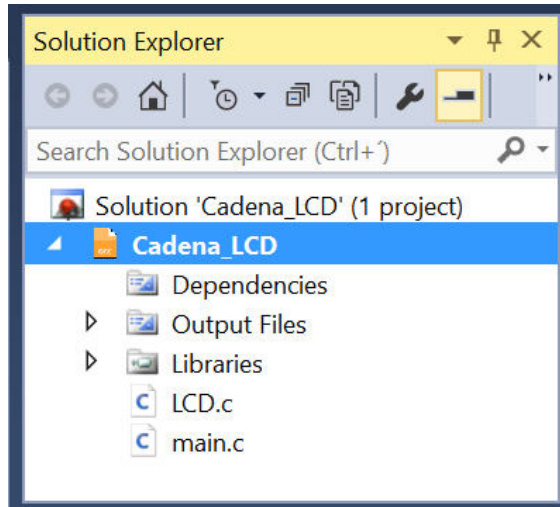 Solution Explorer
Search Solution Explorer (Ctrl+´)
Solution 'Cadena_LCD' (1 project)
Cadena_LCD
Dependencies
Output Files
Libraries
C LCD.c
C main.c